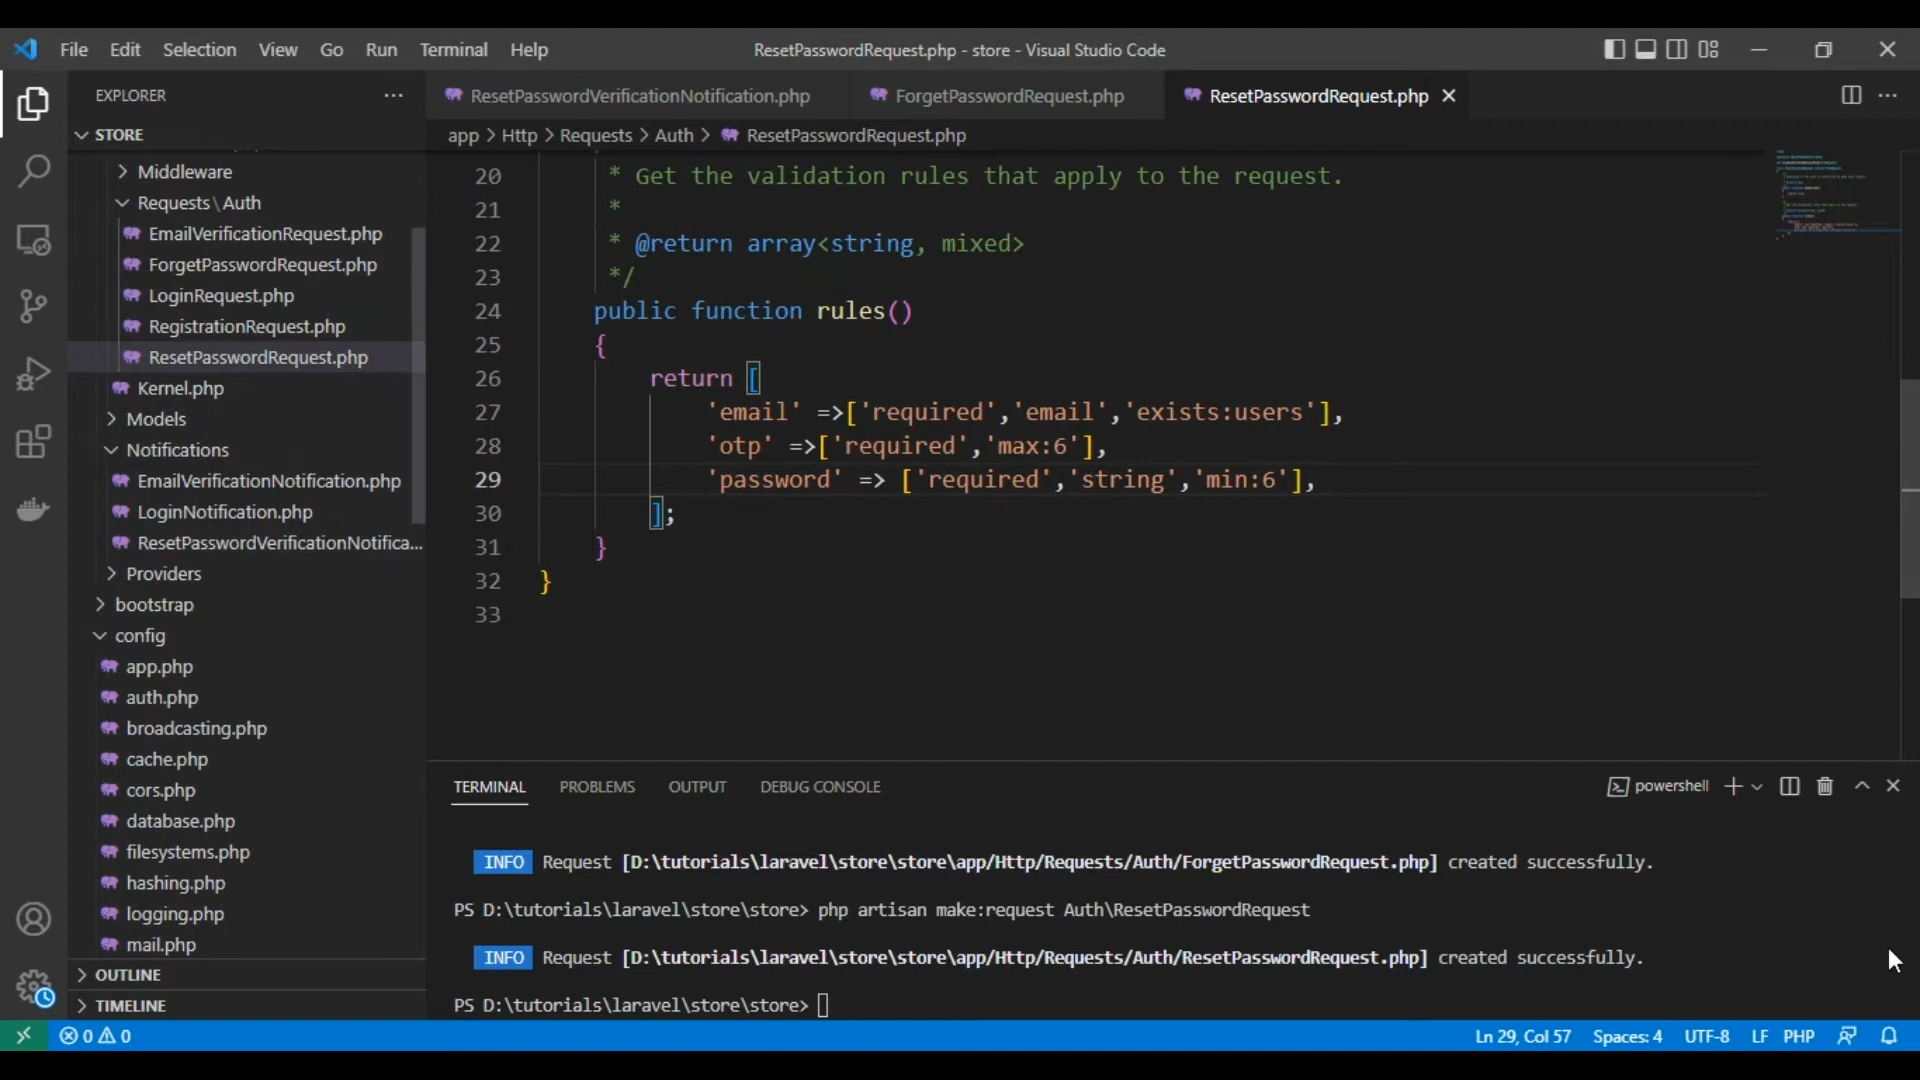 File Edit Selection View Go Run Terminal Help
ResetPasswordRequest.php - store - Visual Studio Code
EXPLORER
STORE
Middleware
Requests\Auth
EmailVerificationRequest.php
ForgetPasswordRequest.php
LoginRequest.php
RegistrationRequest.php
ResetPasswordRequest.php
Kernel.php
Models
Notifications
EmailVerificationNotification.php
LoginNotification.php
ResetPasswordVerificationNotifica...
Providers
bootstrap
config
app.php
auth.php
broadcasting.php
cache.php
cors.php
database.php
filesystems.php
hashing.php
logging.php
mail.php
OUTLINE
TIMELINE
ResetPasswordVerificationNotification.php ForgetPasswordRequest.php ResetPasswordRequest.php
app > Http > Requests > Auth > ResetPasswordRequest.php
20 * Get the validation rules that apply to the request.
21 *
22 * @return array<string, mixed>
23 */
24 public function rules()
25 {
26 return [
27 'email' =>['required','email','exists:users'],
28 'otp' =>['required','max:6'],
29 'password' => ['required','string','min:6'],
30 ];
31 }
32 }
33
TERMINAL PROBLEMS OUTPUT DEBUG CONSOLE
powershell
INFO Request [D:\tutorials\laravel\store\store\app/Http/Requests/Auth/ForgetPasswordRequest.php] created successfully.
PS D:\tutorials\laravel\store\store> php artisan make:request Auth\ResetPasswordRequest
INFO Request [D:\tutorials\laravel\store\store\app/Http/Requests/Auth/ResetPasswordRequest.php] created successfully.
PS D:\tutorials\laravel\store\store>
0 0
Ln 29, Col 57 Spaces: 4 UTF-8 LF PHP